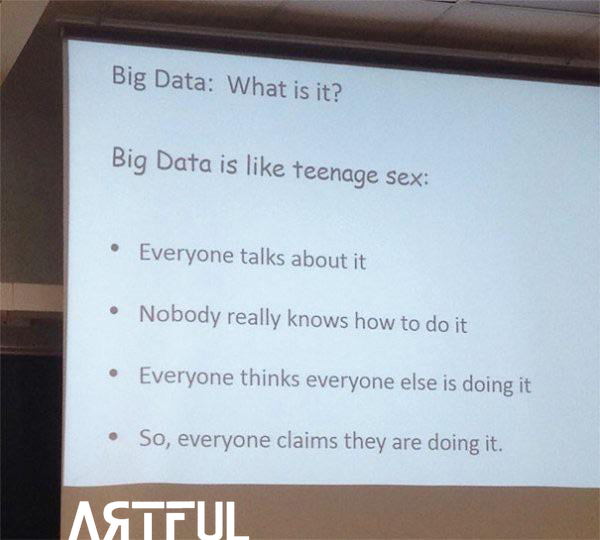 Big Data: What is it?
Big Data is like teenage sex:
• Everyone talks about it
• Nobody really knows how to do it
• Everyone thinks everyone else is doing it
• So, everyone claims they are doing it.
ARTFUL